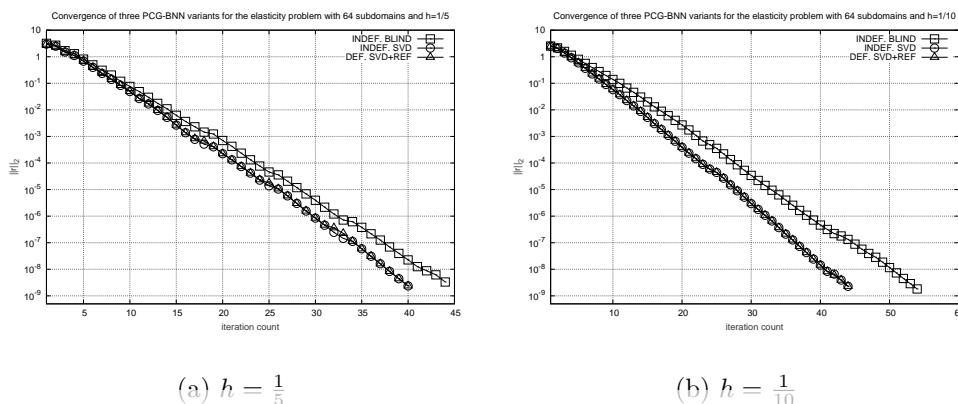 Convergence of three PCG-BNN variants for the elasticity problem with 64 subdomains and h=1/5
INDEF. BLIND
INDEF. SVD
DEF. SVD+REF
10
1
10^-1
10^-2
10^-3
10^-4
10^-5
10^-6
10^-7
10^-8
10^-9
||r||_2
5 10 15 20 25 30 35 40 45
iteration count
(a) h = 1/5
Convergence of three PCG-BNN variants for the elasticity problem with 64 subdomains and h=1/10
INDEF. BLIND
INDEF. SVD
DEF. SVD+REF
10
1
10^-1
10^-2
10^-3
10^-4
10^-5
10^-6
10^-7
10^-8
10^-9
||r||_2
10 20 30 40 50
iteration count
(b) h = 1/10